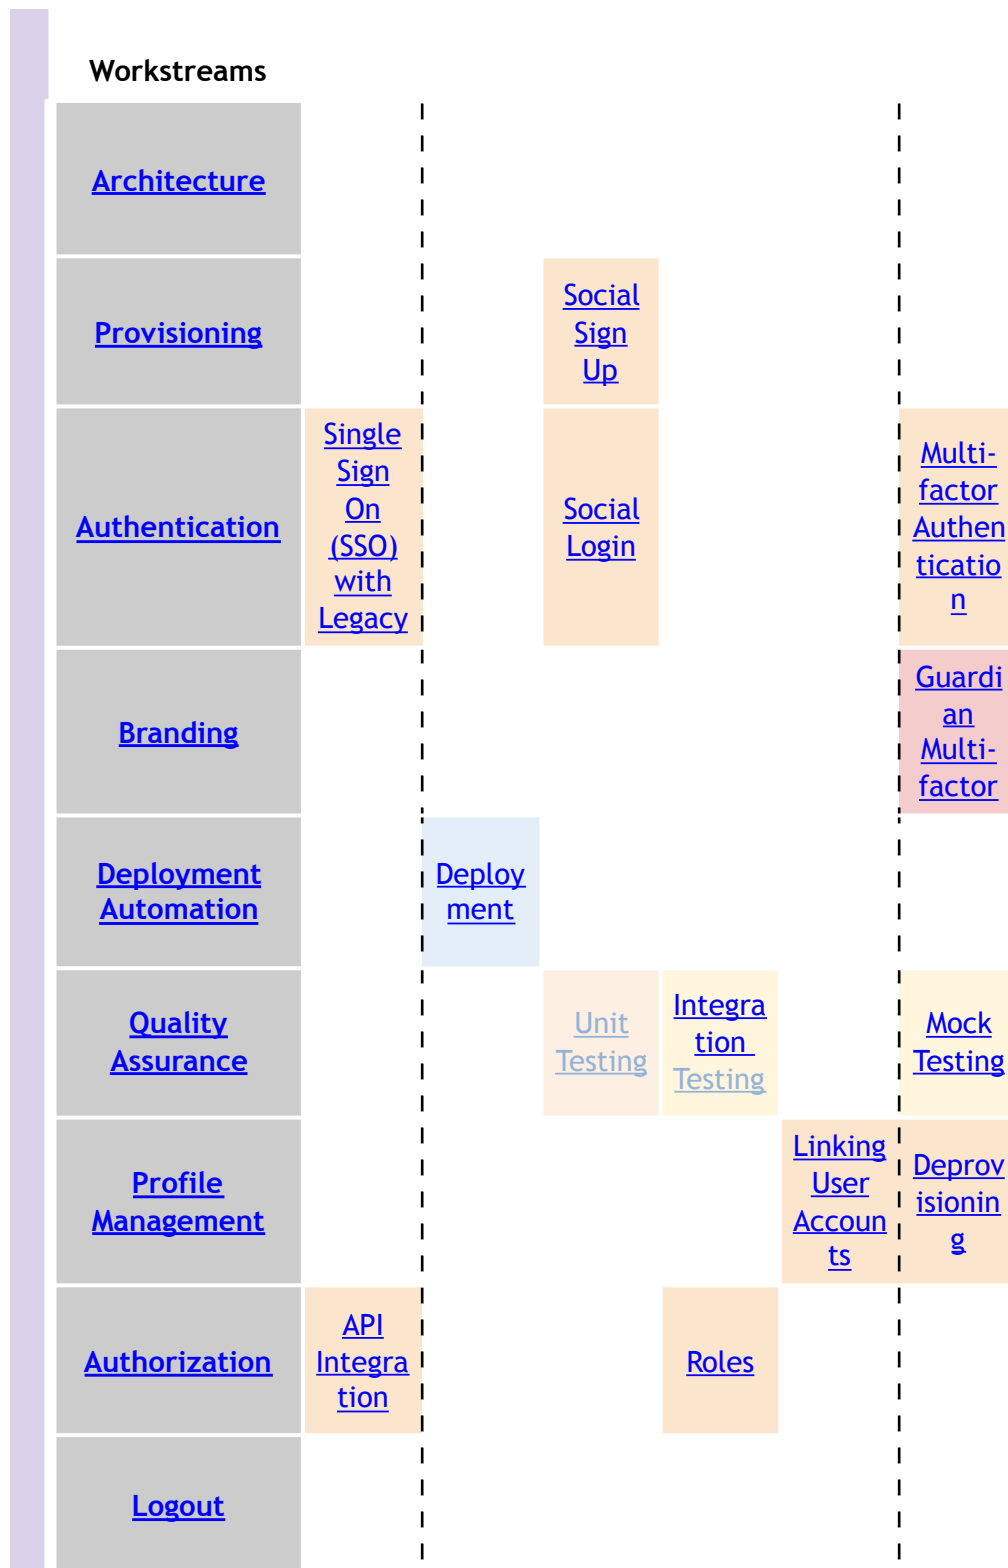 Workstreams
Architecture
Provisioning
Social
Sign
Up
Authentication
Single
Sign
On
(SSO)
with
Legacy
Social
Login
Multi-
factor
Authen
ticatio
n
Branding
Guardi
an
Multi-
factor
Deployment
Automation
Deploy
ment
Quality
Assurance
Unit
Testing
Integra
tion
Testing
Mock
Testing
Profile
Management
Linking
User
Accoun
ts
Deprov
isionin
g
Authorization
API
Integra
tion
Roles
Logout